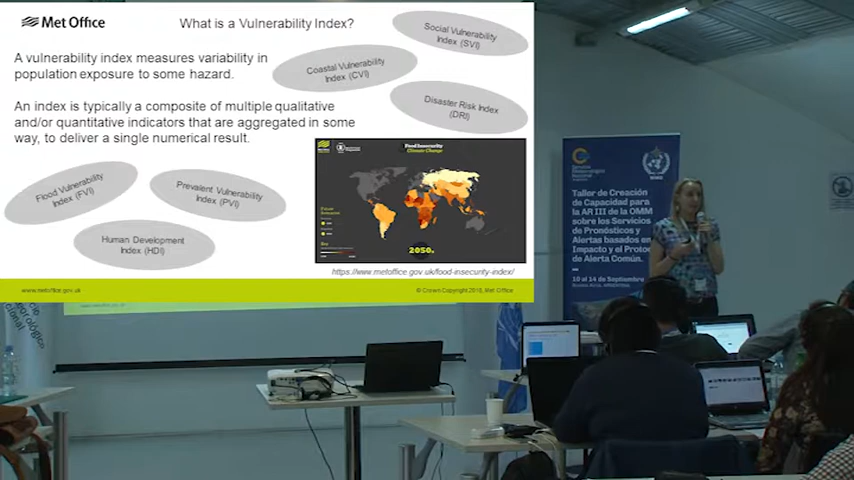 Met Office
What is a Vulnerability Index?
A vulnerability index measures variability in
population exposure to some hazard.
An index is typically a composite of multiple qualitative
and/or quantitative indicators that are aggregated in some
way, to deliver a single numerical result.
Social Vulnerability
Index (SVI)
Coastal Vulnerability
Index (CVI)
Disaster Risk Index
(DRI)
Flood Vulnerability
Index (FVI)
Prevalent Vulnerability
Index (PVI)
Human Development
Index (HDI)
Food Insecurity
Climate Change
2050.
https://www.metoffice.gov.uk/food-insecurity-index/
www.metoffice.gov.uk
© Crown Copyright 2018, Met Office
Taller de Creación
de Capacidad para
la AR III de la OMM
sobre los Servicios
de Pronósticos y
Alertas basados en
Impacto y el Protoc
de Alerta Común.
10 al 14 de Septiembre